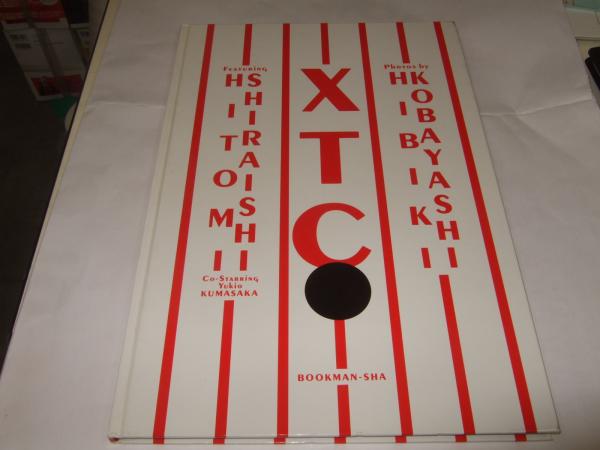 Featuring
HITOMI
SHIRAISHI
Co-Starring
Yukio
KUMASAKA
XTC
BOOKMAN-SHA
Photos by
HIBIKI
KOBAYASHI